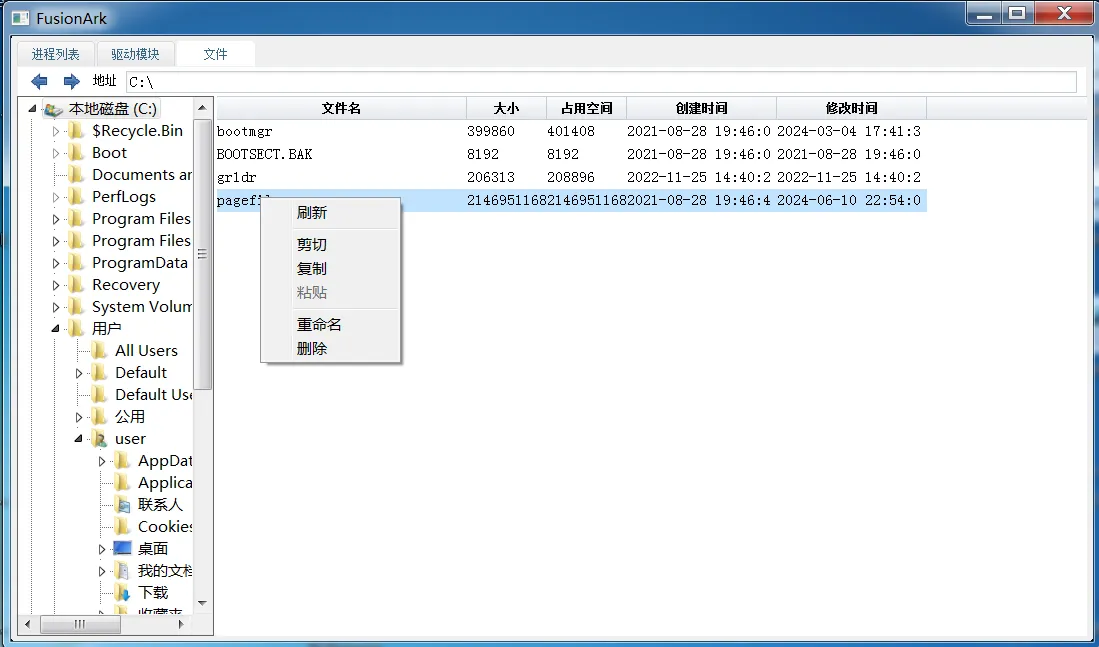 FusionArk
进程列表 驱动模块 文件
地址 C:\
本地磁盘 (C:)
$Recycle.Bin
Boot
Documents ar
PerfLogs
Program Files
Program Files
ProgramData
Recovery
System Volum
用户
All Users
Default
Default Use
公用
user
AppDat
Applica
联系人
Cookies
桌面
我的文档
下载
收藏夹
文件名 大小 占用空间 创建时间 修改时间
bootmgr 399860 401408 2021-08-28 19:46:0 2024-03-04 17:41:3
BOOTSECT.BAK 8192 8192 2021-08-28 19:46:0 2021-08-28 19:46:0
grldr 206313 208896 2022-11-25 14:40:2 2022-11-25 14:40:2
pagefil 2146951168 2146951168 2021-08-28 19:46:4 2024-06-10 22:54:0
刷新
剪切
复制
粘贴
重命名
删除